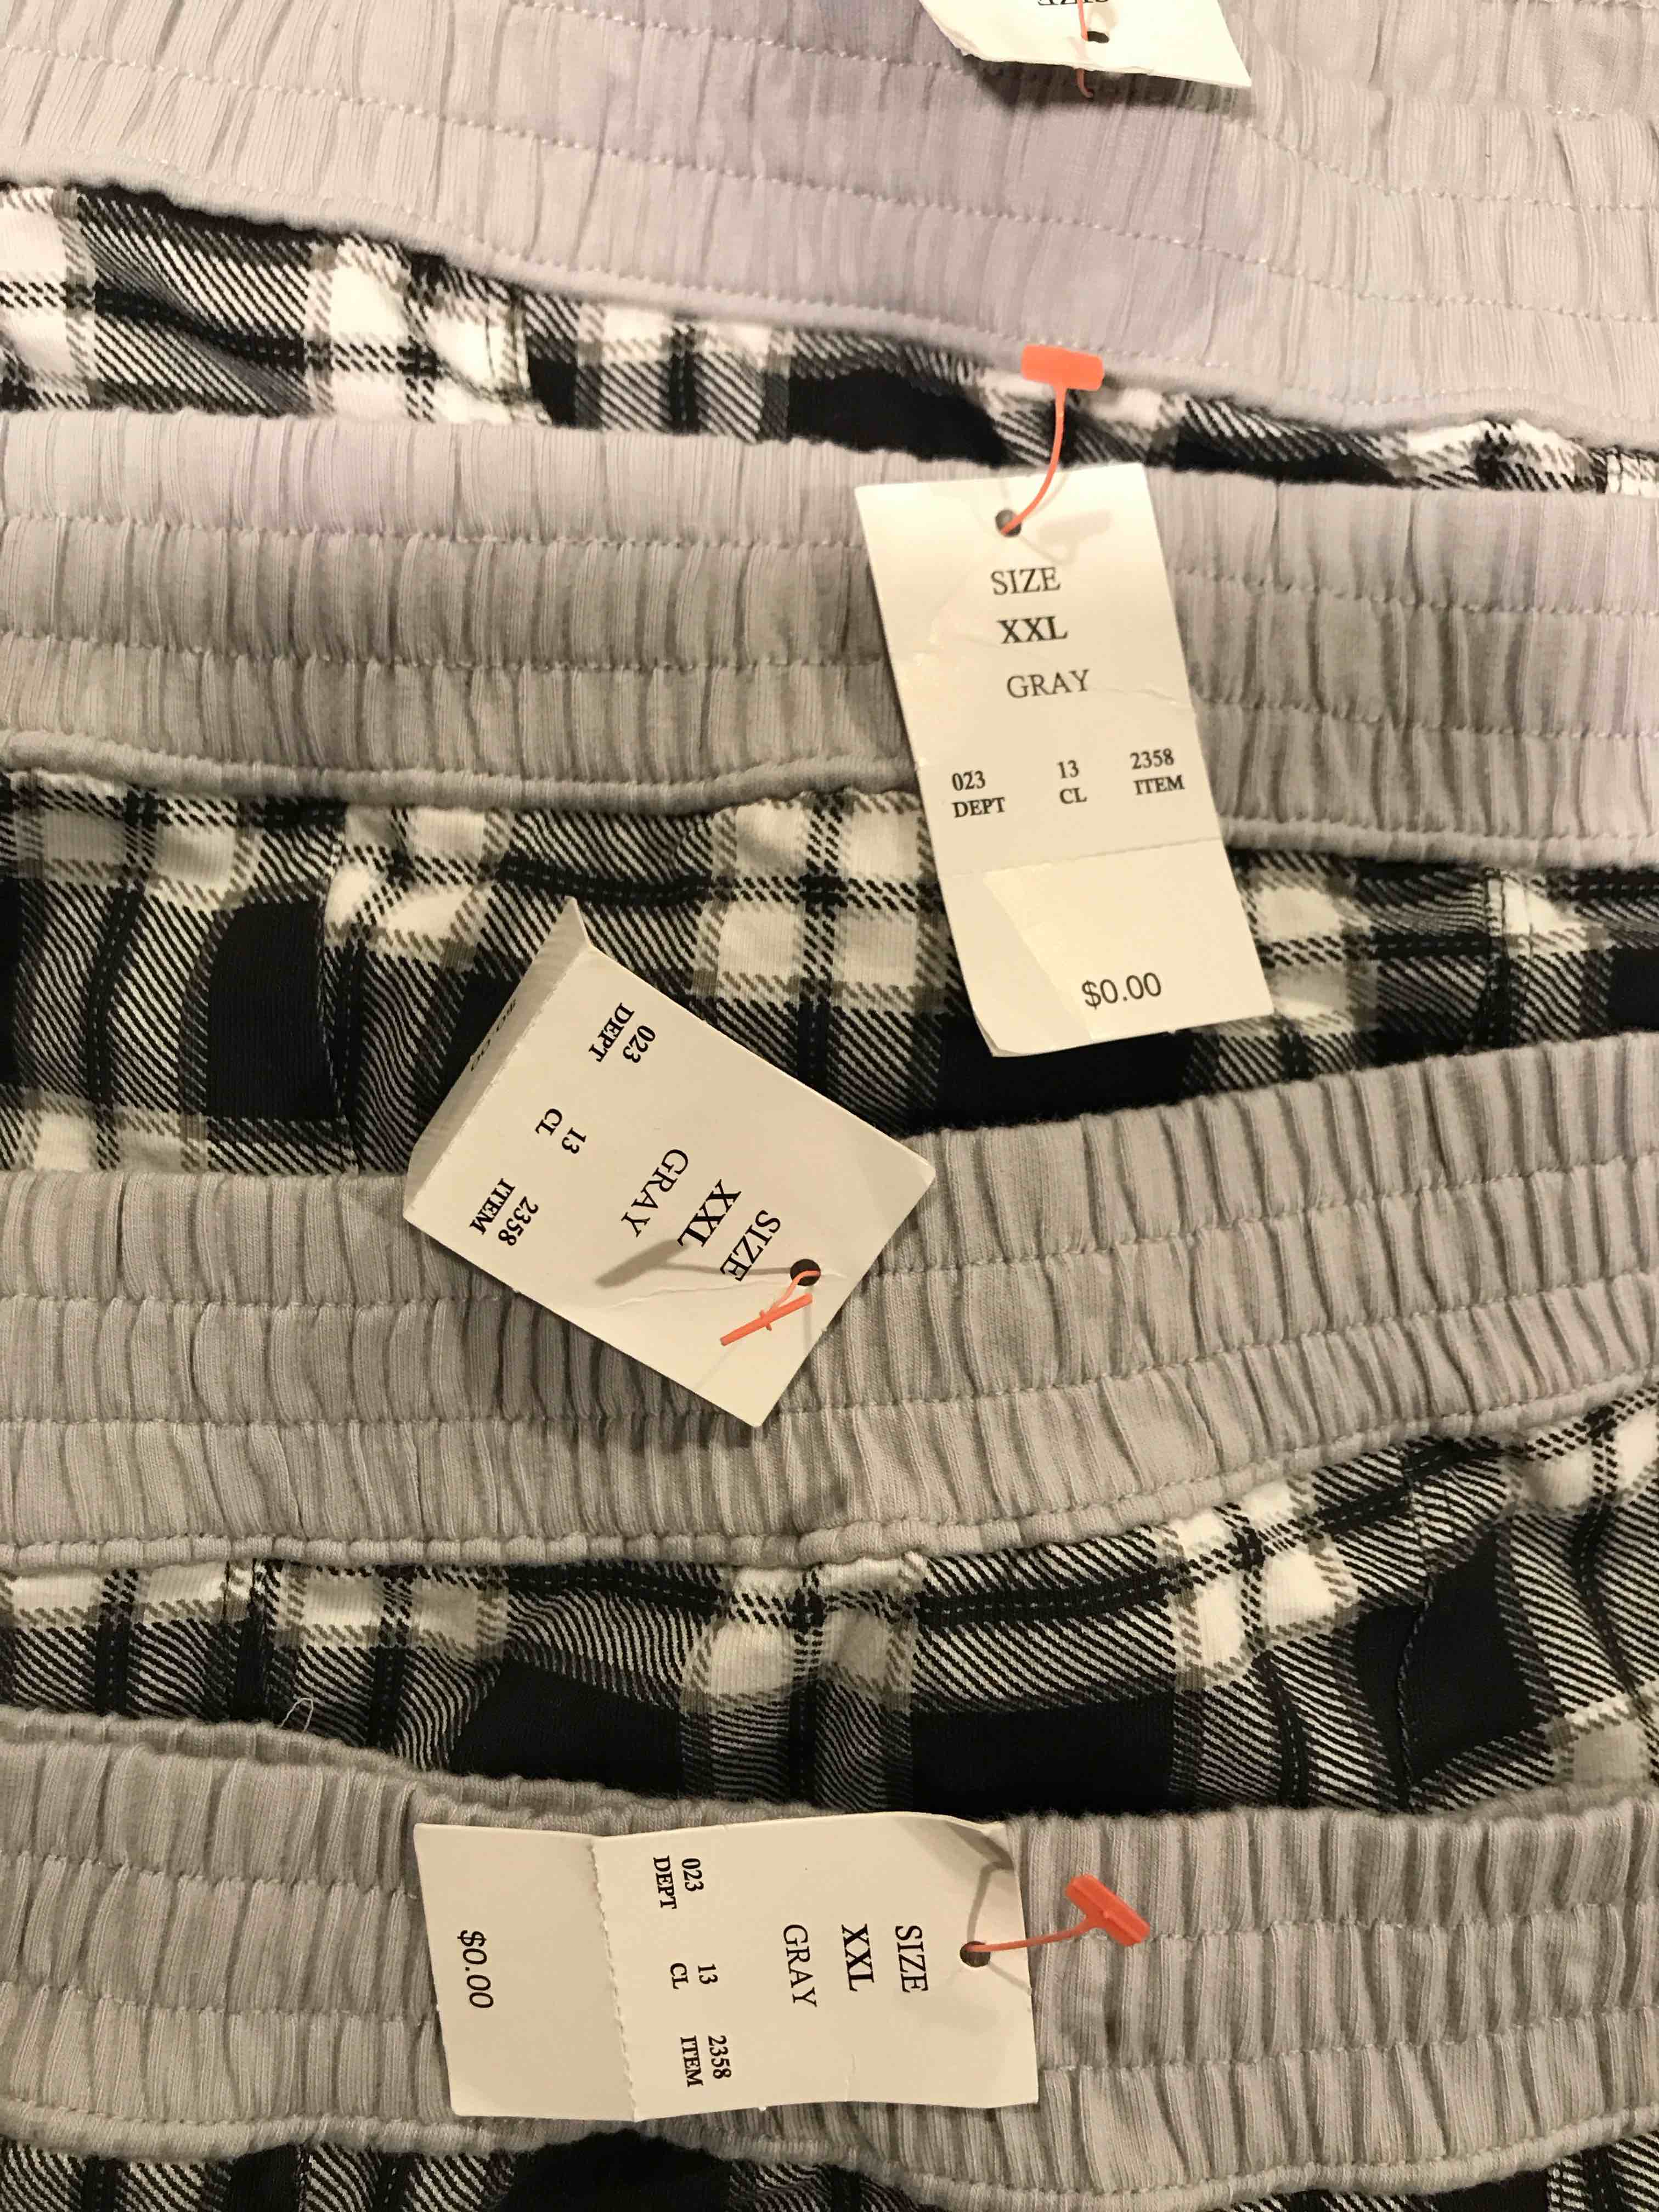 SIZE
SIZE
XXL
GRAY
023 13 2358
DEPT CL ITEM
$0.00
SIZE
XXL
GRAY
023 13 2358
DEPT CL ITEM
SIZE
XXL
GRAY
023 13 2358
DEPT CL ITEM
$0.00